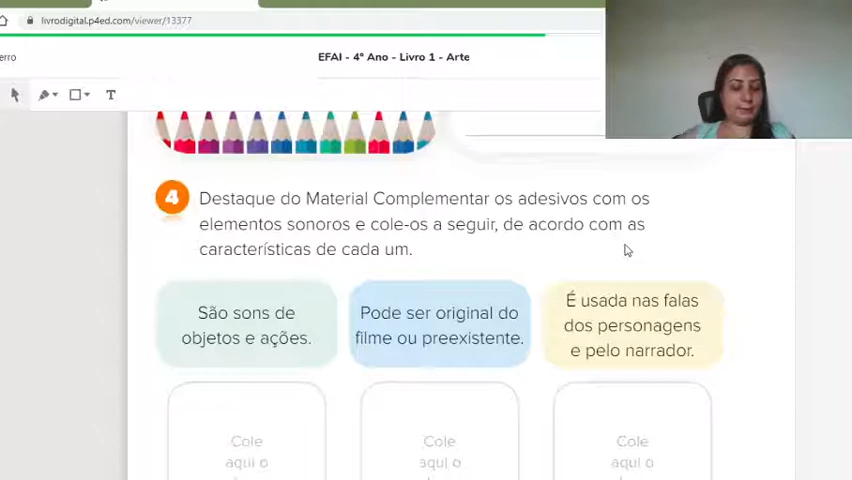 livrodigital.p4ed.com/viewer/13377
erro
EFAI - 4º Ano - Livro 1 - Arte
T
4
Destaque do Material Complementar os adesivos com os
elementos sonoros e cole-os a seguir, de acordo com as
características de cada um.
São sons de
objetos e ações.
Pode ser original do
filme ou preexistente.
É usada nas falas
dos personagens
e pelo narrador.
Cole
aqui o
Cole
aqui o
Cole
aqui o